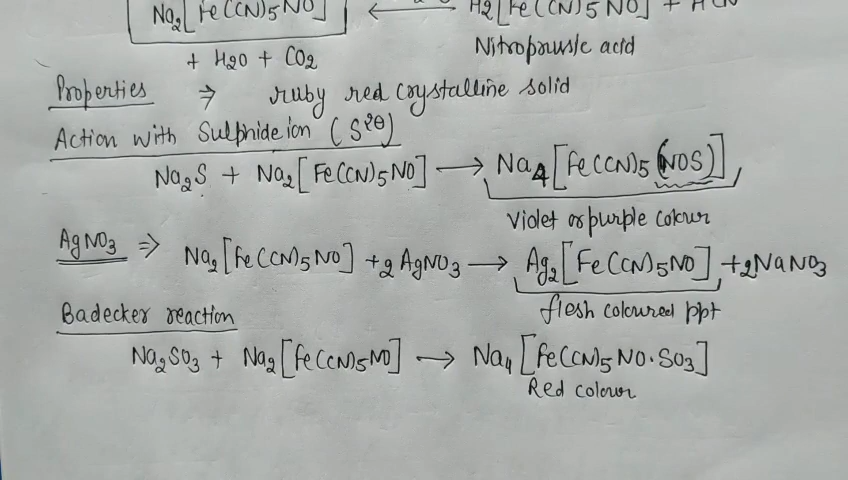 Na2[Fe(CN)5NO] ← H2[Fe(CN)5NO] + HCN
+ H2O + CO2 Nitroprussic acid
Properties ⇒ ruby red crystalline solid
Action with Sulphide ion (S2⊖)
Na2S + Na2[Fe(CN)5NO] → Na4[Fe(CN)5(NOS)]
Violet or purple colour
AgNO3 ⇒ Na2[Fe(CN)5NO] + 2AgNO3 → Ag2[Fe(CN)5NO] + 2NaNO3
flesh coloured ppt
Badecker reaction
Na2SO3 + Na2[Fe(CN)5NO] → Na4[Fe(CN)5NO·SO3]
Red colour